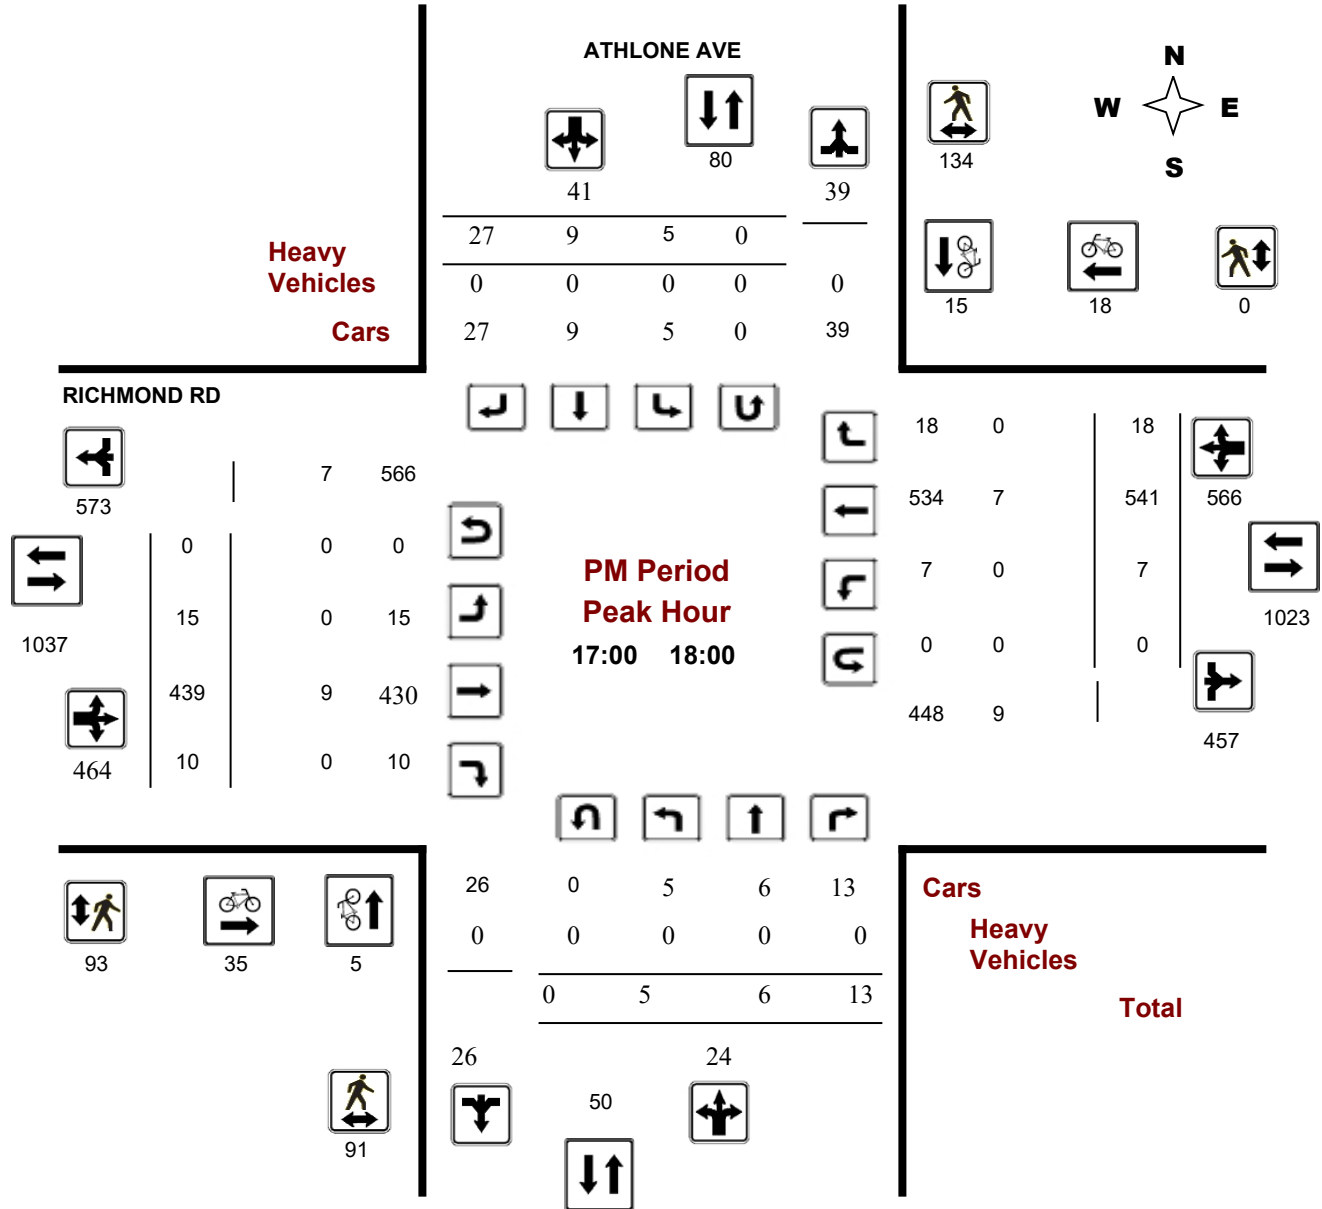 ATHLONE AVE
N
W E
S
80
134
41 39
27 9 5 0
Heavy
Vehicles
0 0 0 0 0
15 18 0
Cars
27 9 5 0 39
RICHMOND RD
18 0 18
7 566
573
534 7 541 566
0 0 0
PM Period
7 0 7
Peak Hour
15 0 15
1023
1037
17:00 18:00
0 0 0
439 9 430
448 9
457
464
10 0 10
26 0 5 6 13
Cars
0 0 0 0 0
Heavy
Vehicles
93 35 5
0 5 6 13
Total
26 24
50
91